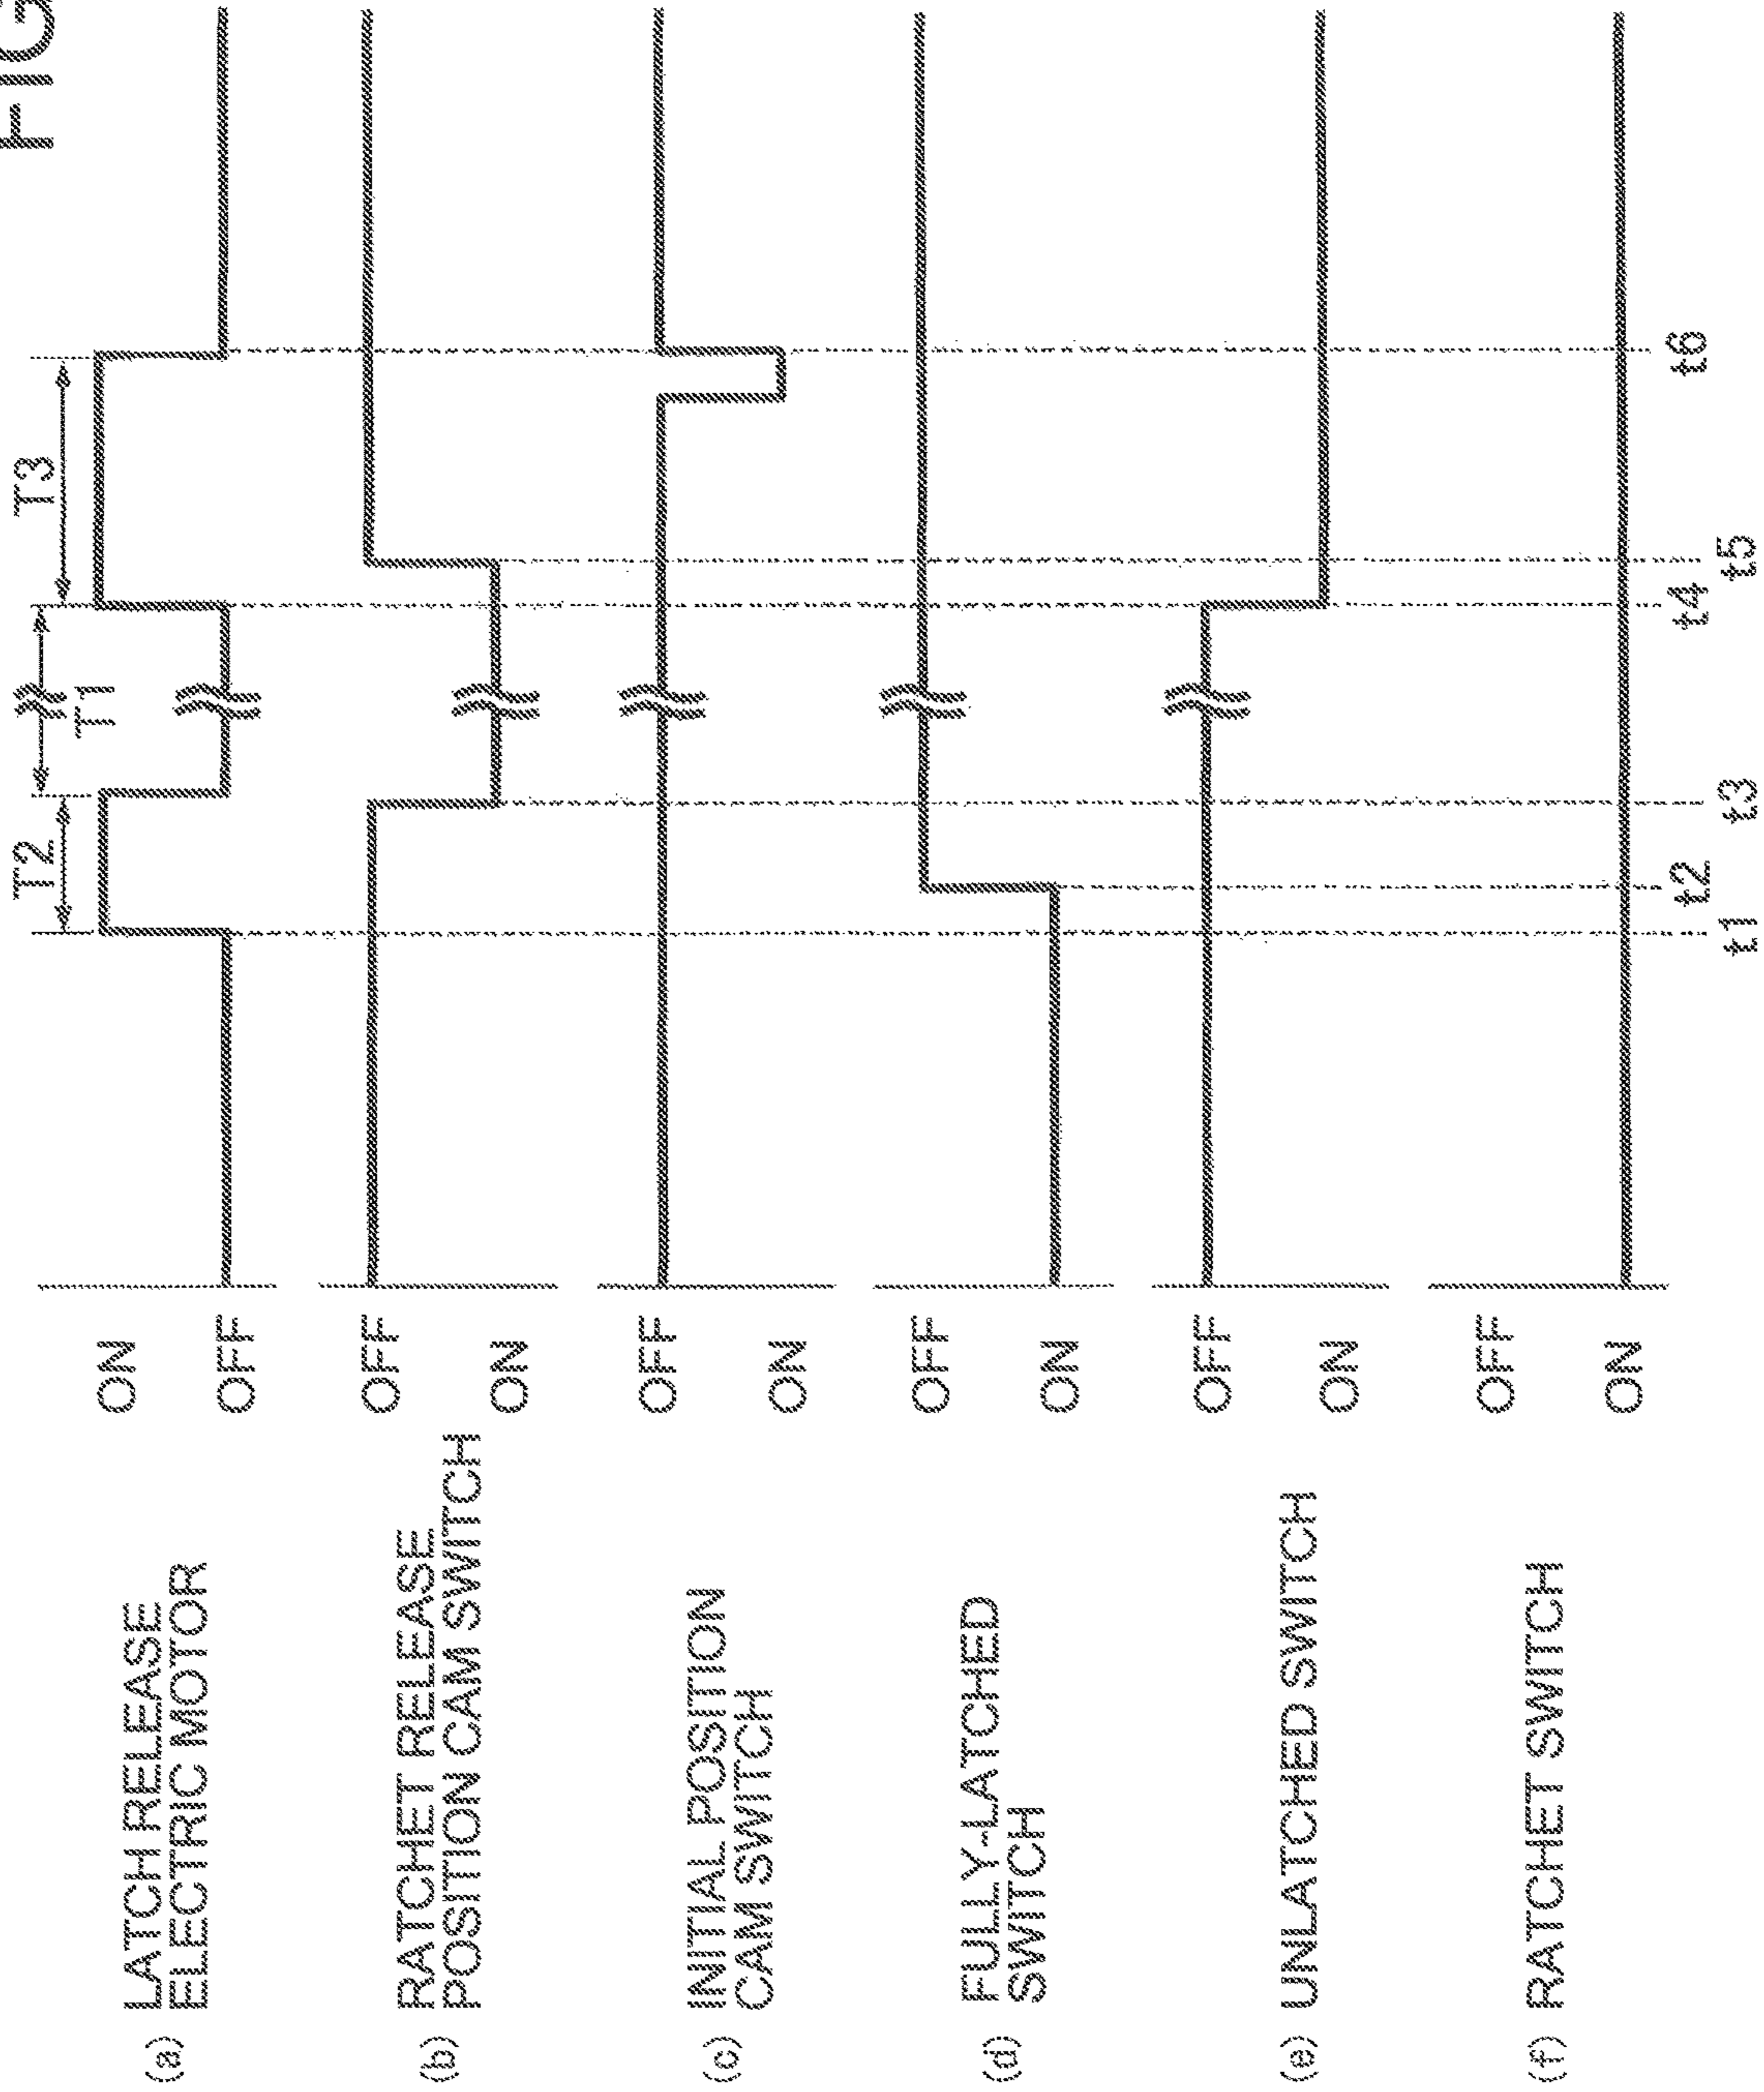 FIG
T2
T1
T3
(a) LATCH RELEASE
ELECTRIC MOTOR
ON
OFF
(b) RATCHET RELEASE
POSITION CAM SWITCH
OFF
ON
(c) INITIAL POSITION
CAM SWITCH
OFF
ON
(d) FULLY-LATCHED
SWITCH
OFF
ON
(e) UNLATCHED SWITCH
OFF
ON
(f) RATCHET SWITCH
OFF
ON
t1 t2 t3 t4 t5 t6